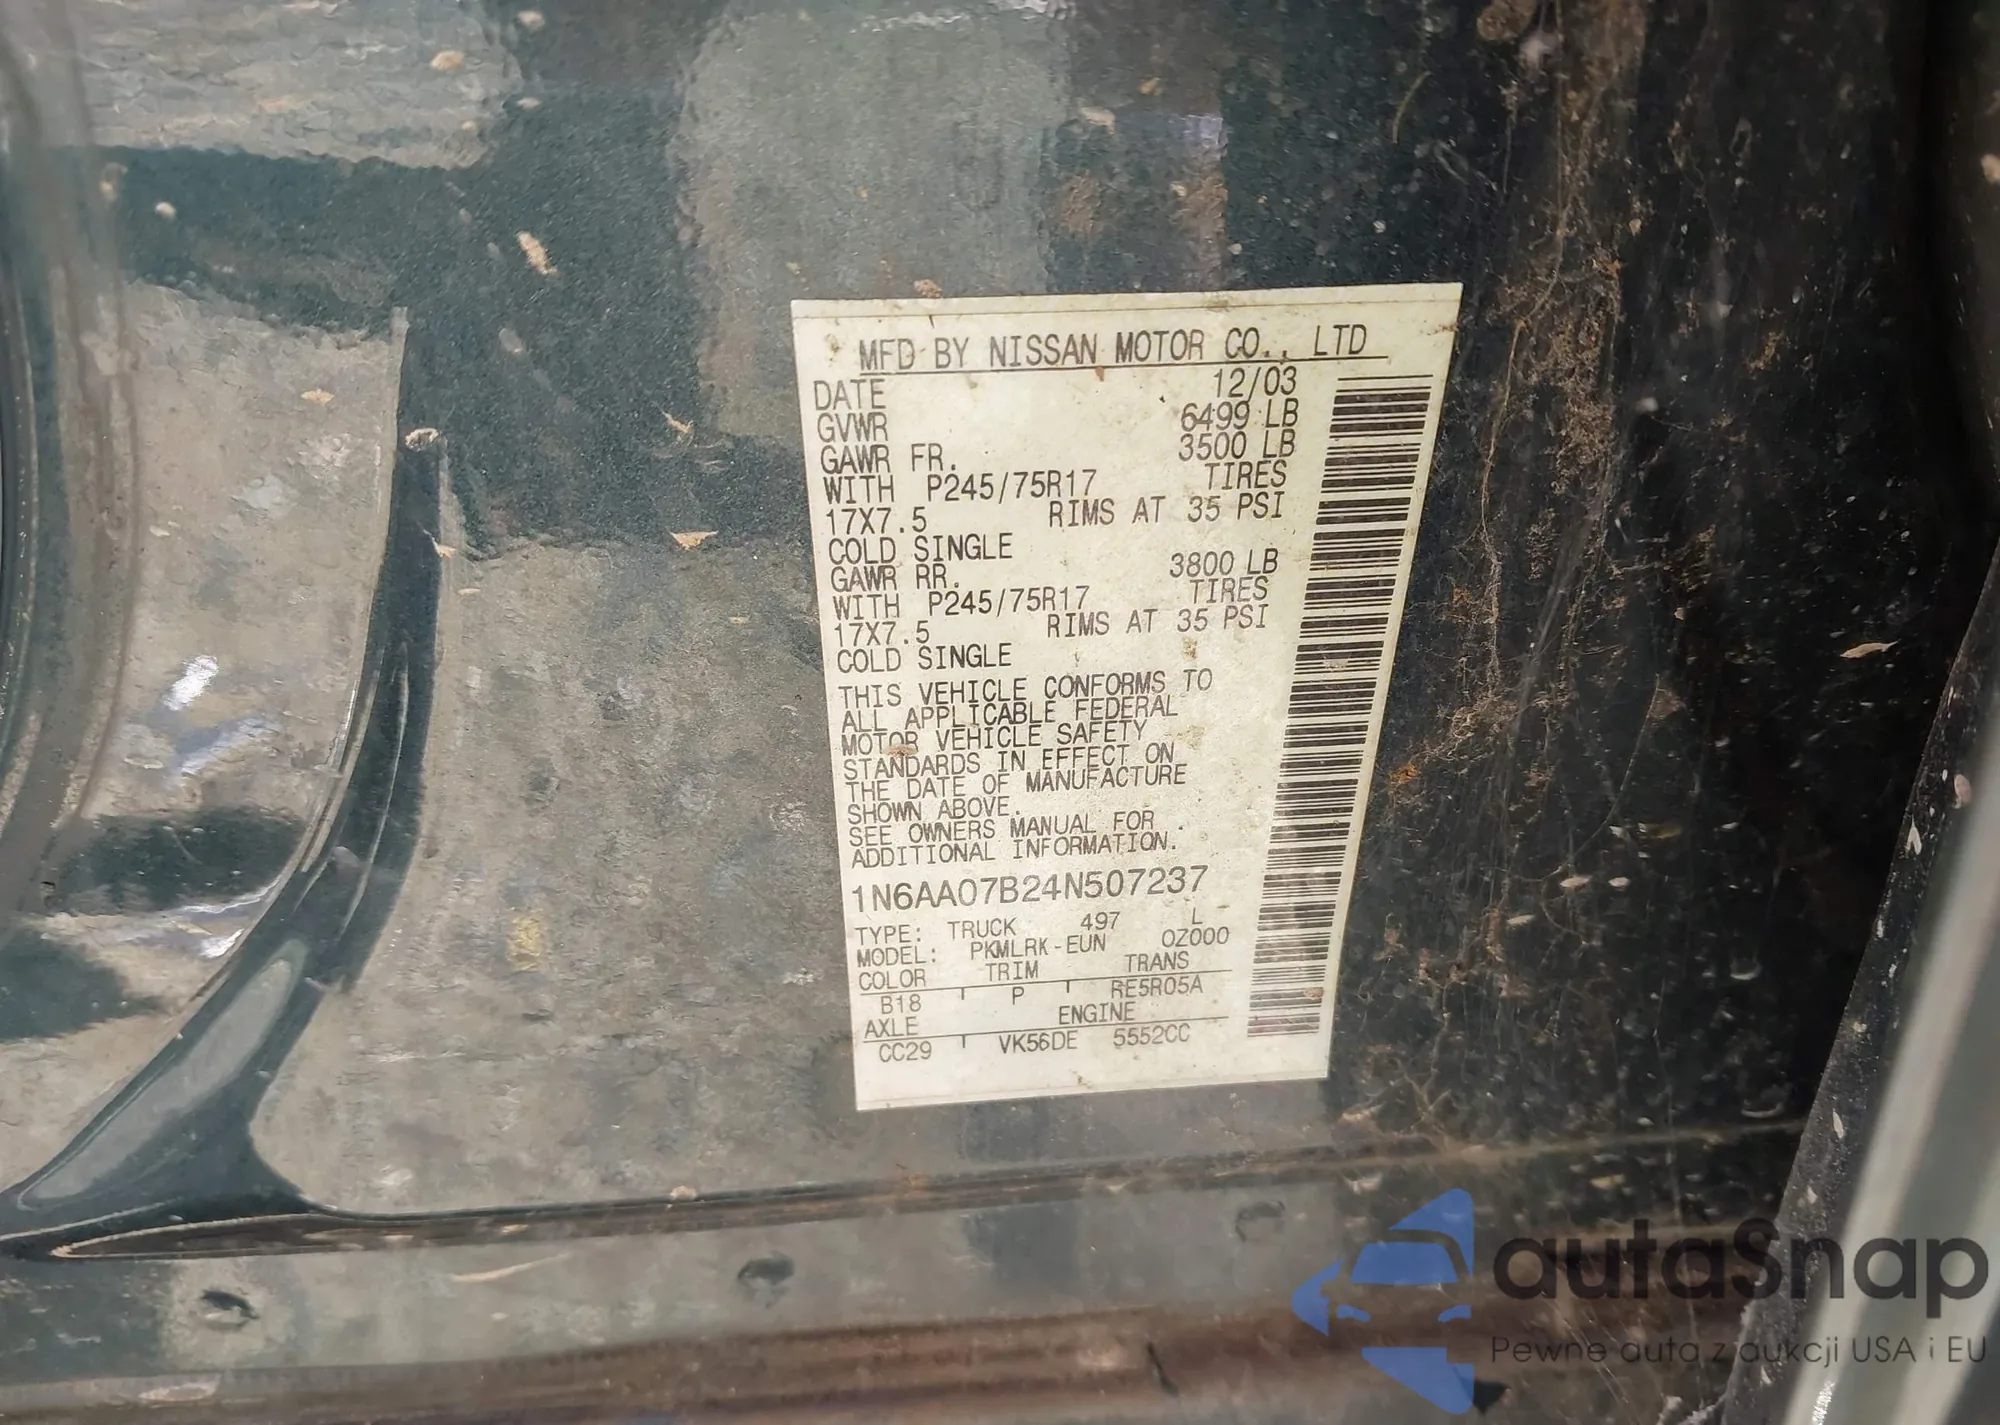 MFD BY NISSAN MOTOR CO., LTD
DATE 12/03
GVWR 6499 LB
GAWR FR. 3500 LB
WITH P245/75R17 TIRES
17X7.5 RIMS AT 35 PSI
COLD SINGLE
GAWR RR. 3800 LB
WITH P245/75R17 TIRES
17X7.5 RIMS AT 35 PSI
COLD SINGLE
THIS VEHICLE CONFORMS TO
ALL APPLICABLE FEDERAL
MOTOR VEHICLE SAFETY
STANDARDS IN EFFECT ON
THE DATE OF MANUFACTURE
SHOWN ABOVE.
SEE OWNERS MANUAL FOR
ADDITIONAL INFORMATION.
1N6AA07B24N507237
TYPE: TRUCK 497 L
MODEL: PKMLRK-EUN OZ000
COLOR TRIM TRANS
B18 P RE5R05A
AXLE ENGINE
CC29 VK56DE 5552CC
autaSnap
Pewne auta z aukcji USA i EU